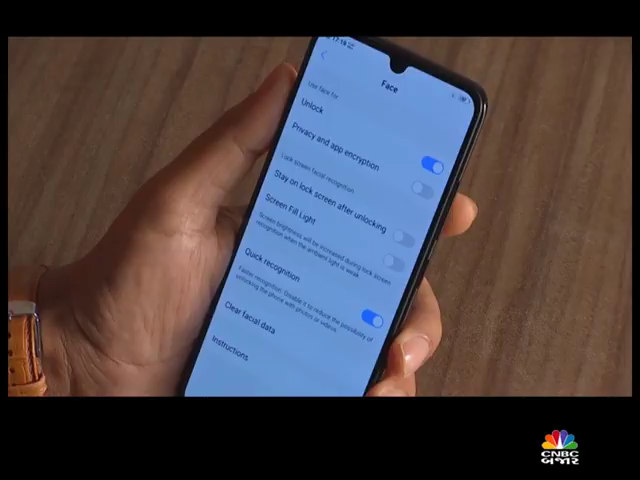 17:19
Face
Use face for
Unlock
Privacy and app encryption
Lock screen facial recognition
Stay on lock screen after unlocking
Screen Fill Light
Screen brightness will be increased during lock screen
recognition when the ambient light is weak.
Quick recognition
Faster recognition. Disable it to reduce the possibility of
unlocking the phone with photos or videos.
Clear facial data
Instructions
CNBC
બજાર